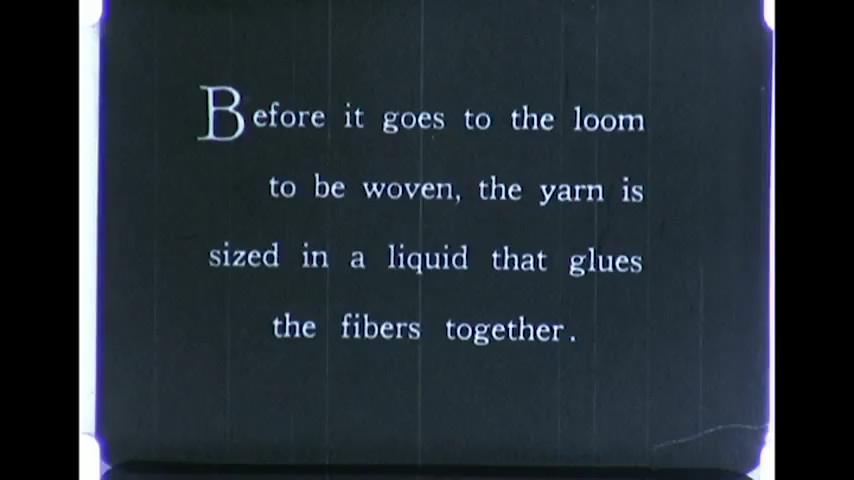 Before it goes to the loom
to be woven, the yarn is
sized in a liquid that glues
the fibers together.